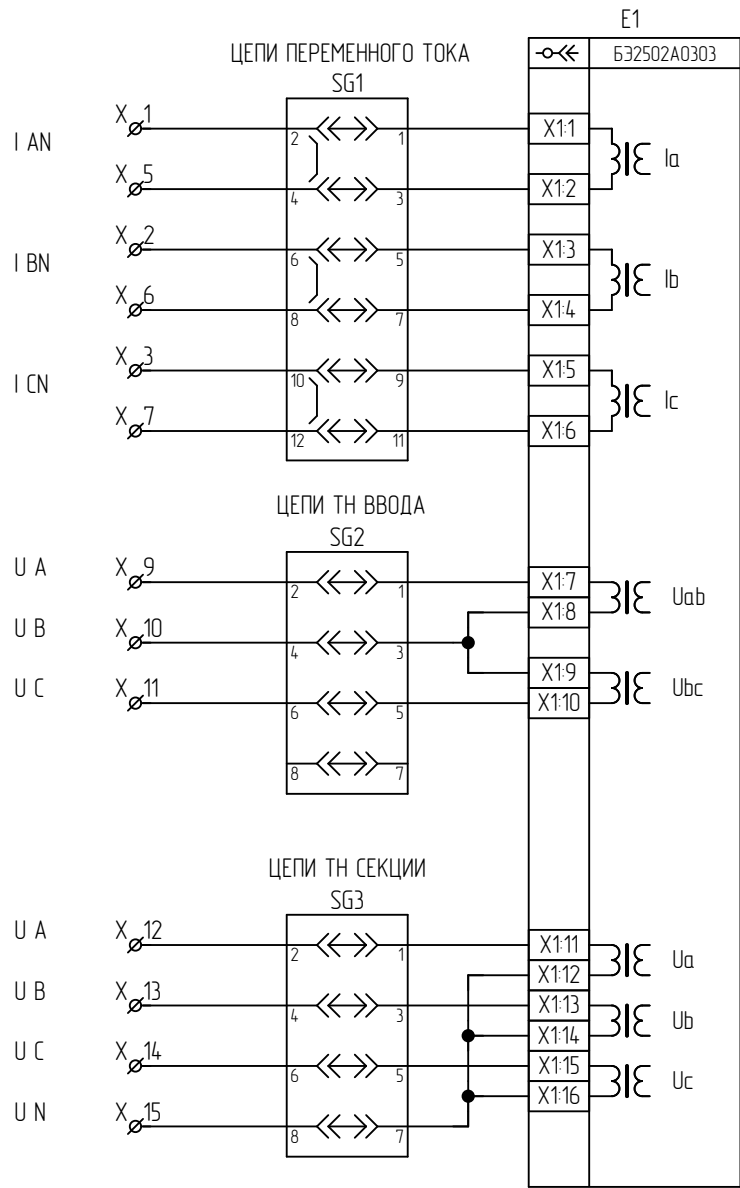 E1
БЭ2502А0303
ЦЕПИ ПЕРЕМЕННОГО ТОКА
SG1
I AN
X 1
2 1
X1:1
Ia
X 5
4 3
X1:2
I BN
X 2
6 5
X1:3
Ib
X 6
8 7
X1:4
I CN
X 3
10 9
X1:5
Ic
X 7
12 11
X1:6
ЦЕПИ ТН ВВОДА
SG2
U A
X 9
2 1
X1:7
Uab
X1:8
U B
X 10
4 3
X1:9
Ubc
U C
X 11
6 5
X1:10
8 7
ЦЕПИ ТН СЕКЦИИ
SG3
U A
X 12
2 1
X1:11
Ua
X1:12
U B
X 13
4 3
X1:13
Ub
X1:14
U C
X 14
6 5
X1:15
Uc
X1:16
U N
X 15
8 7